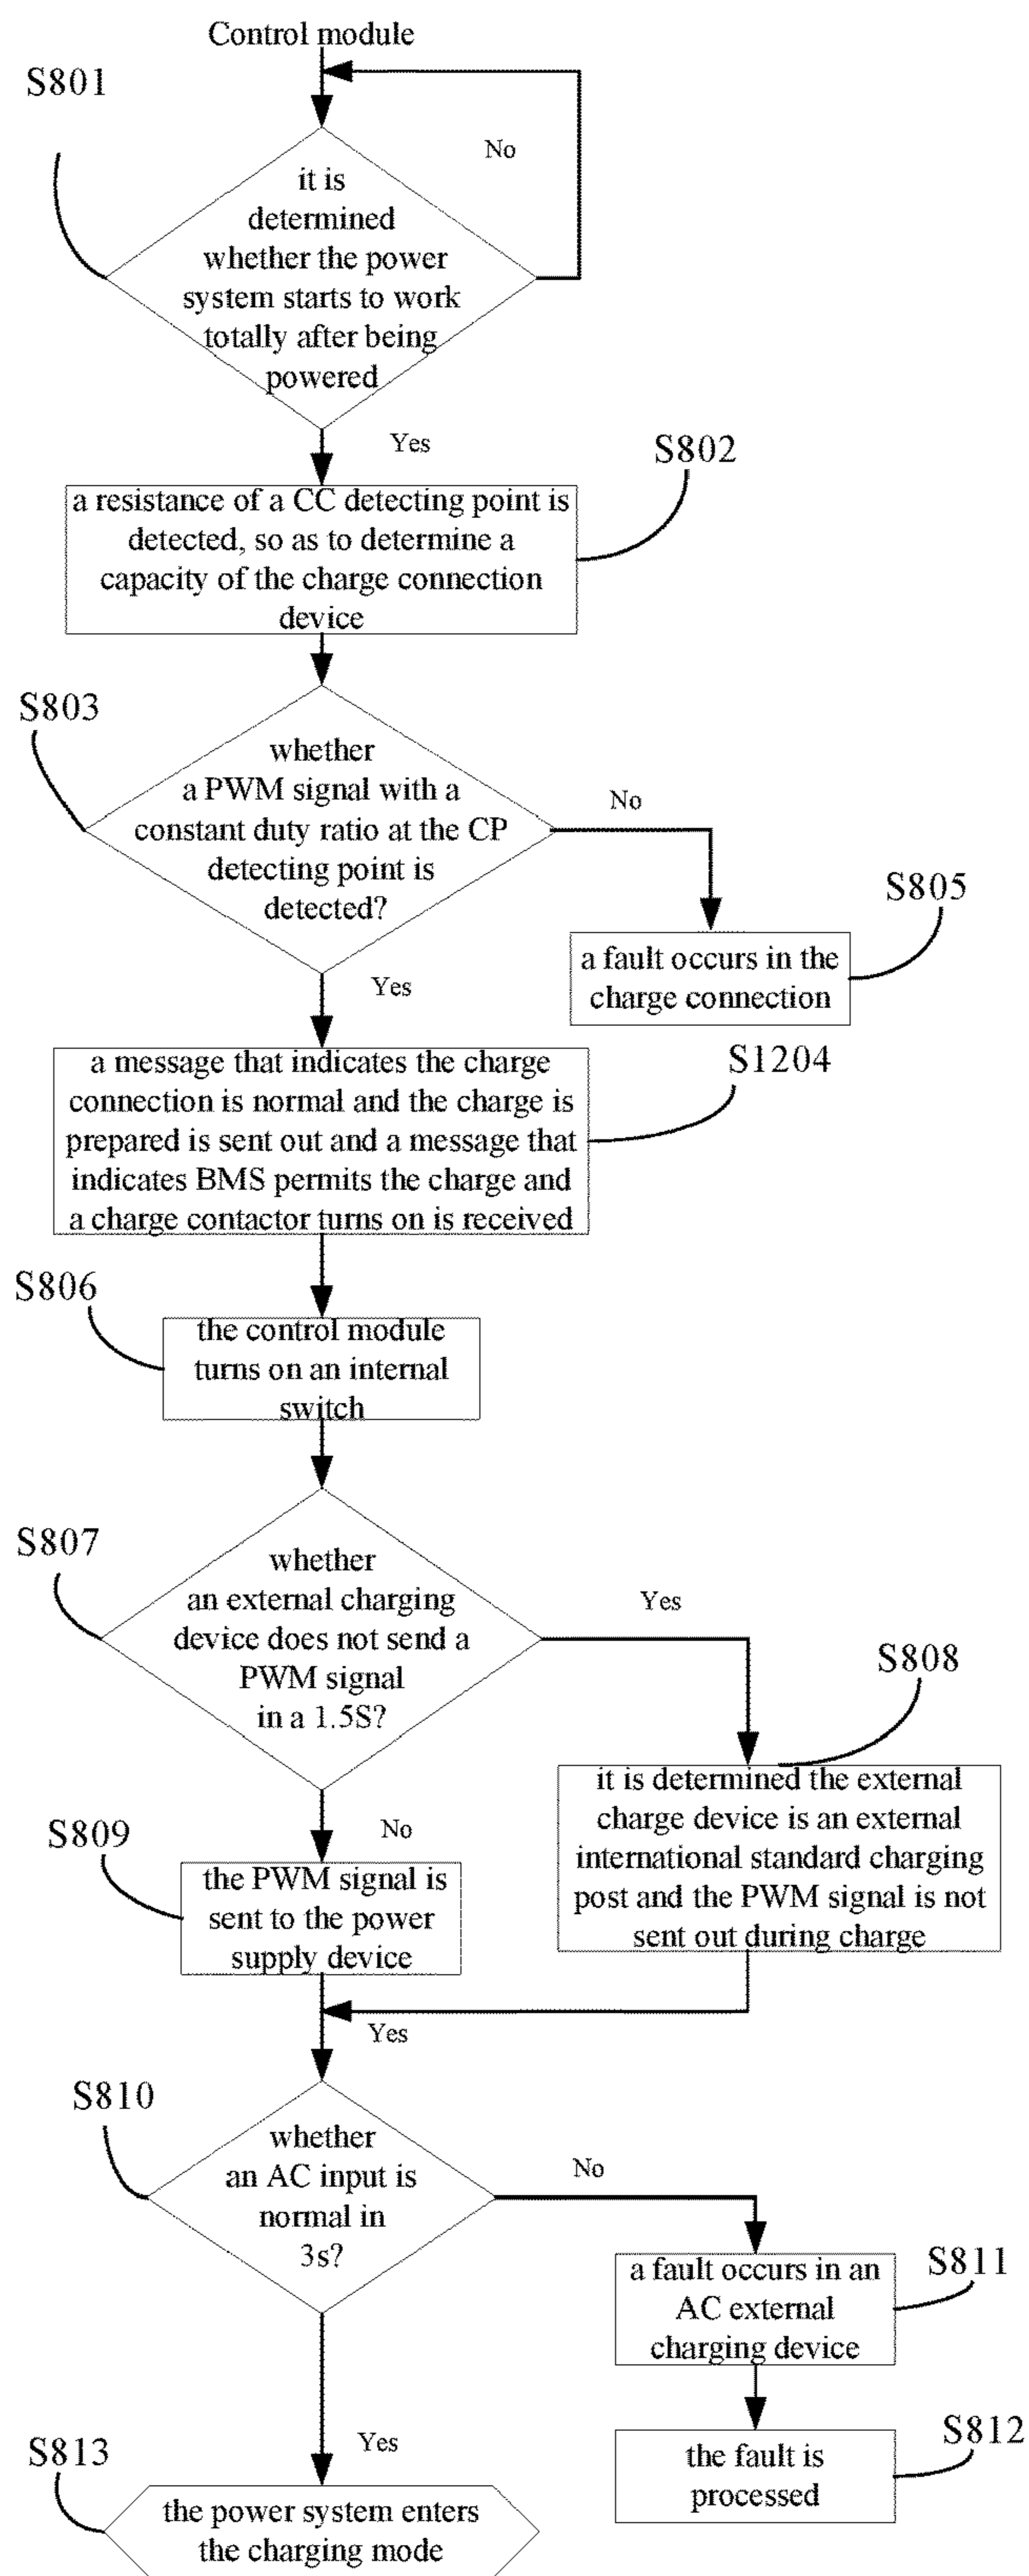 Control module
S801
No
it is
determined
whether the power
system starts to work
totally after being
powered
Yes
S802
a resistance of a CC detecting point is
detected, so as to determine a
capacity of the charge connection
device
S803
whether
a PWM signal with a
constant duty ratio at the CP
detecting point is
detected?
No
S805
a fault occurs in the
charge connection
Yes
S1204
a message that indicates the charge
connection is normal and the charge is
prepared is sent out and a message that
indicates BMS permits the charge and
a charge contactor turns on is received
S806
the control module
turns on an internal
switch
S807
whether
an external charging
device does not send a
PWM signal
in a 1.5S?
Yes
S808
it is determined the external
charge device is an external
international standard charging
post and the PWM signal is not
sent out during charge
No
S809
the PWM signal is
sent to the power
supply device
Yes
S810
whether
an AC input is
normal in
3s?
No
S811
a fault occurs in an
AC external
charging device
S812
the fault is
processed
Yes
S813
the power system enters
the charging mode